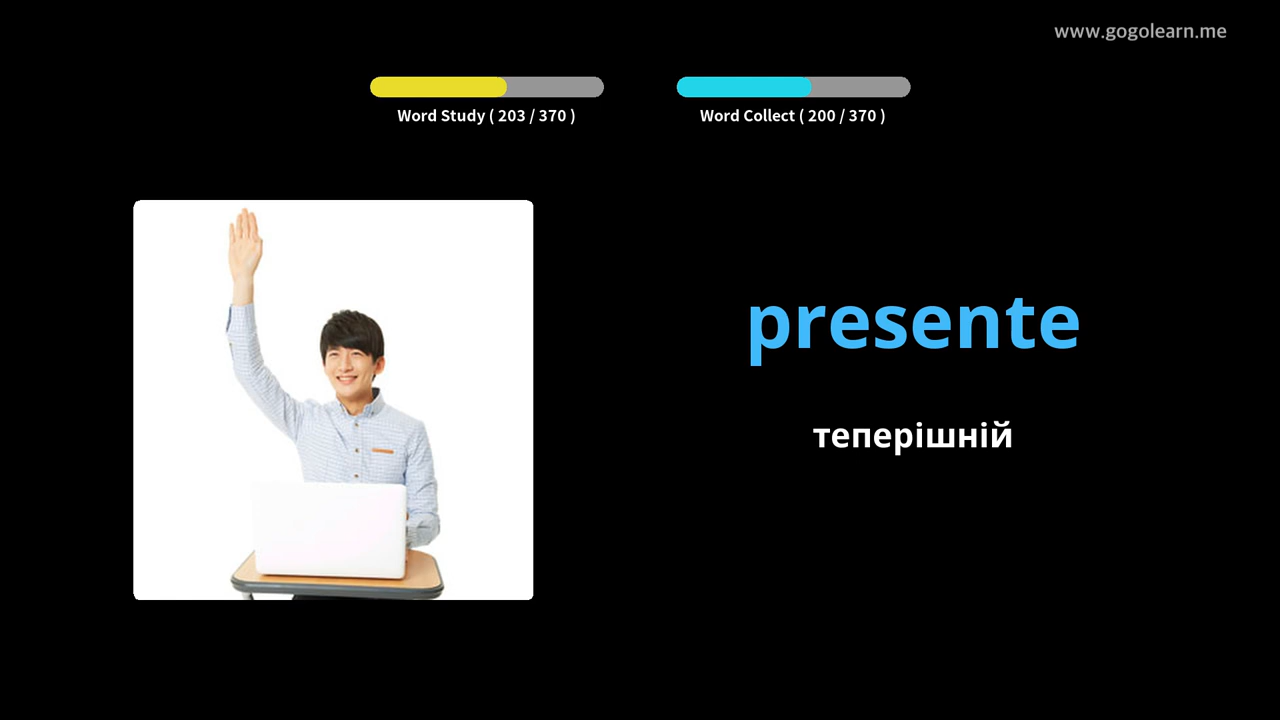 www.gogolearn.me
Word Study ( 203 / 370 )
Word Collect ( 200 / 370 )
presente
теперішній